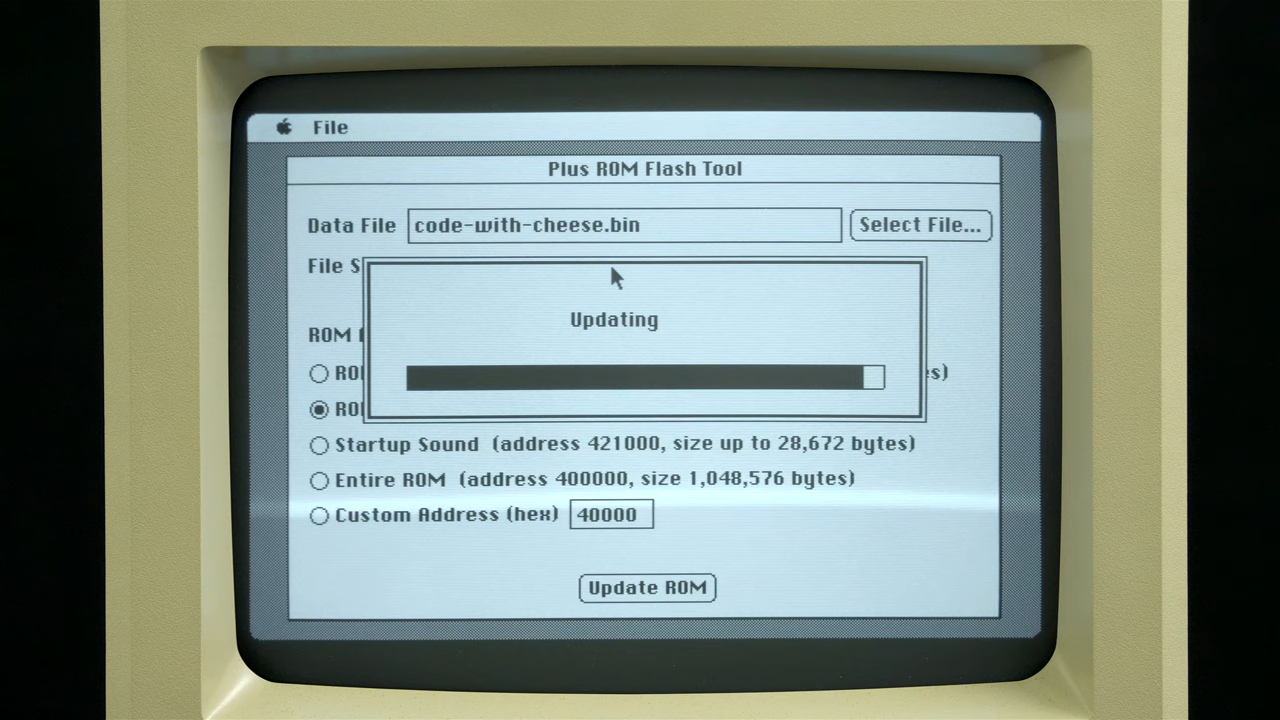 File
Plus ROM Flash Tool
Data File code-with-cheese.bin Select File...
File
Updating
ROM
Startup Sound (address 421000, size up to 28,672 bytes)
Entire ROM (address 400000, size 1,048,576 bytes)
Custom Address (hex) 40000
Update ROM